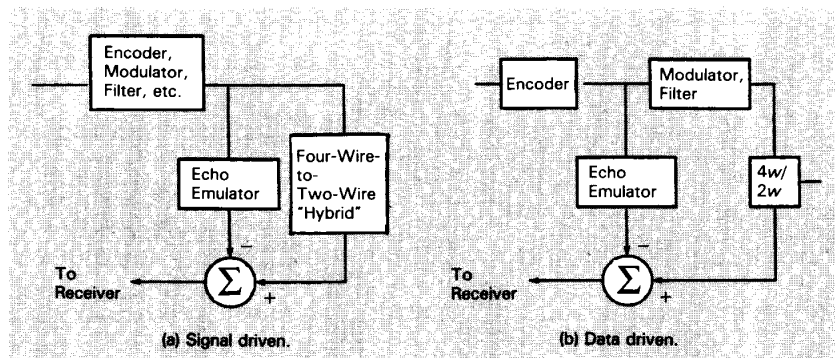 Encoder,
Modulator,
Filter, etc.
Echo
Emulator
Four-Wire-
to-
Two-Wire
"Hybrid"
−
Σ
+
To
Receiver
(a) Signal driven.
Encoder
Modulator,
Filter
Echo
Emulator
4w/
2w
−
Σ
+
To
Receiver
(b) Data driven.